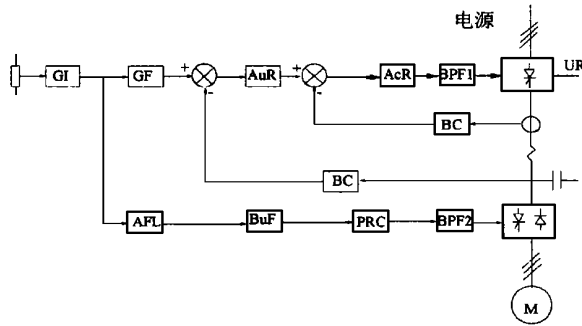 电源
GI
GF
+
-
AuR
+
-
AcR
BPF1
UR
BC
BC
AFL
BuF
PRC
BPF2
M